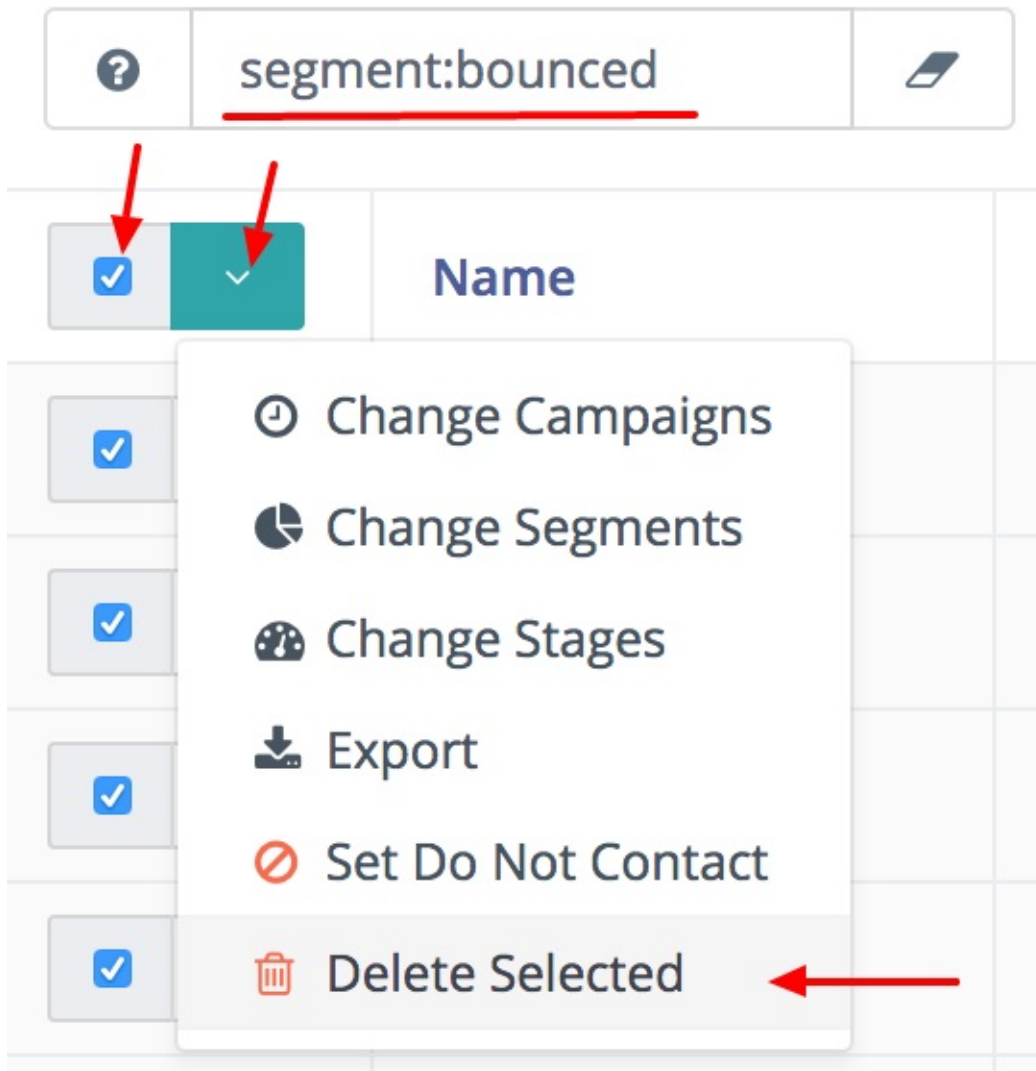 segment:bounced
Name
Change Campaigns
Change Segments
Change Stages
Export
Set Do Not Contact
Delete Selected